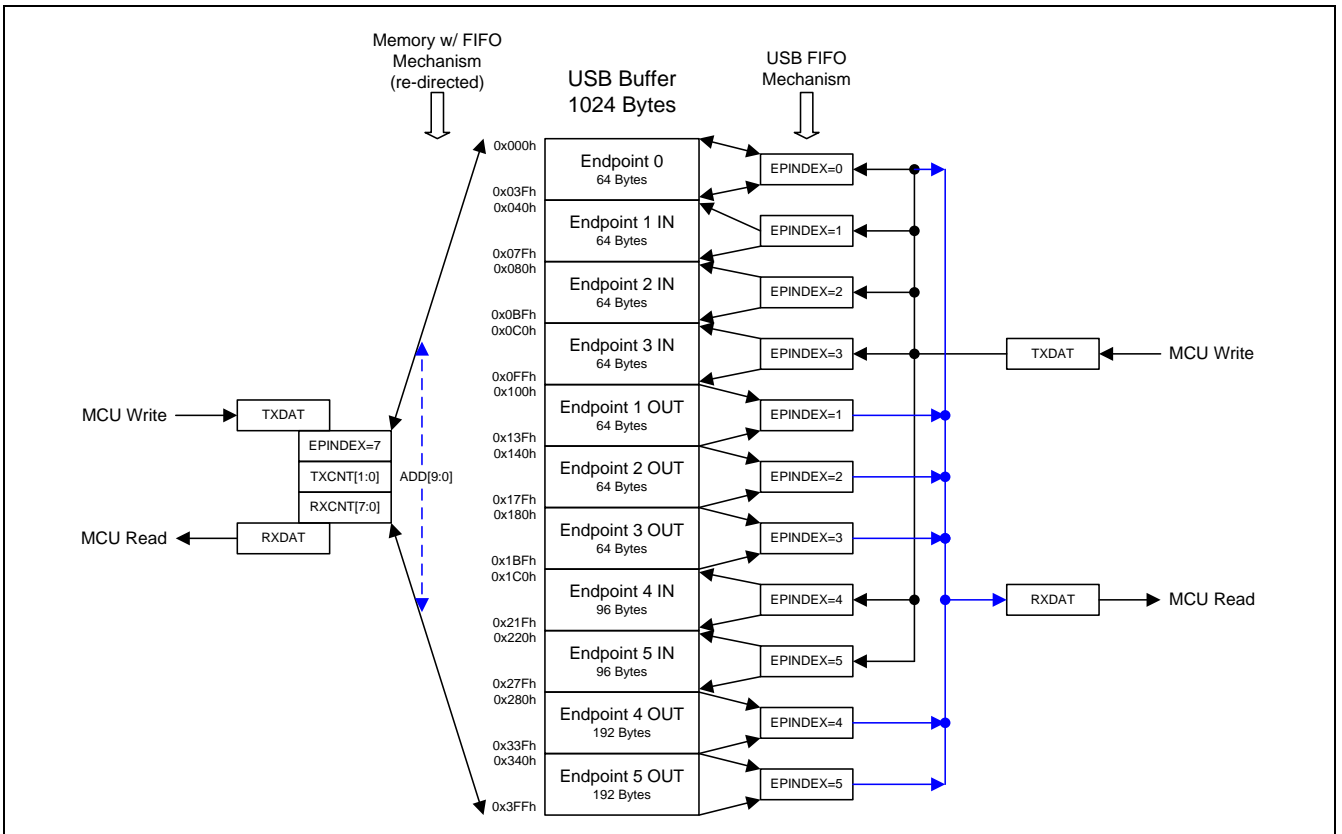 Memory w/ FIFO
Mechanism
(re-directed)
USB Buffer
1024 Bytes
USB FIFO
Mechanism
0x000h
Endpoint 0
64 Bytes
EPINDEX=0
0x03Fh
0x040h
Endpoint 1 IN
64 Bytes
EPINDEX=1
0x07Fh
0x080h
Endpoint 2 IN
64 Bytes
EPINDEX=2
0x0BFh
0x0C0h
Endpoint 3 IN
64 Bytes
EPINDEX=3
TXDAT
MCU Write
0x0FFh
0x100h
MCU Write
TXDAT
Endpoint 1 OUT
64 Bytes
EPINDEX=1
EPINDEX=7
0x13Fh
0x140h
TXCNT[1:0]
ADD[9:0]
Endpoint 2 OUT
64 Bytes
EPINDEX=2
RXCNT[7:0]
0x17Fh
0x180h
MCU Read
RXDAT
Endpoint 3 OUT
64 Bytes
EPINDEX=3
0x1BFh
0x1C0h
Endpoint 4 IN
96 Bytes
EPINDEX=4
RXDAT
MCU Read
0x21Fh
0x220h
Endpoint 5 IN
96 Bytes
EPINDEX=5
0x27Fh
0x280h
Endpoint 4 OUT
192 Bytes
EPINDEX=4
0x33Fh
0x340h
Endpoint 5 OUT
192 Bytes
EPINDEX=5
0x3FFh